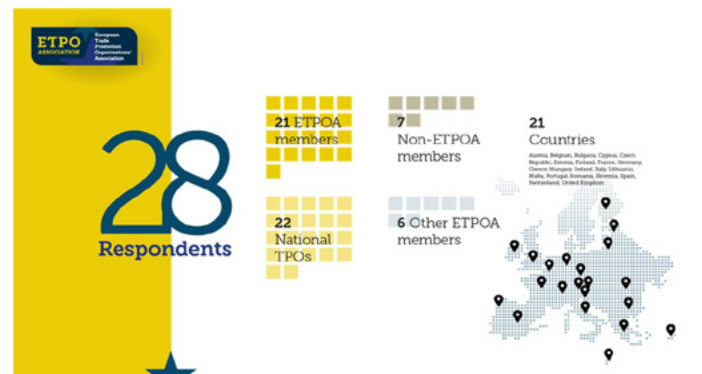 ETPO
ASSOCIATION
European
Trade
Promotion
Organisations'
Association
28
Respondents
21 ETPOA
members
7
Non-ETPOA
members
21
Countries
Austria, Belgium, Bulgaria, Cyprus, Czech
Republic, Estonia, Finland, France, Germany,
Greece, Hungary, Ireland, Italy, Lithuania,
Malta, Portugal, Romania, Slovenia, Spain,
Switzerland, United Kingdom
22
National
TPOs
6 Other ETPOA
members